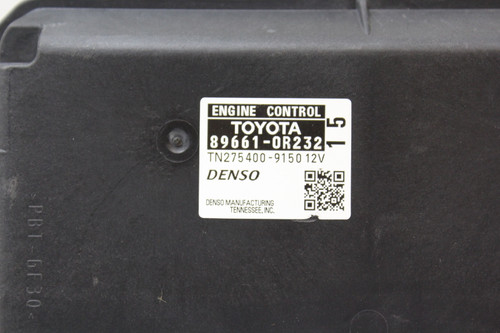 ENGINE CONTROL
TOYOTA
89661-0R232
15
TN275400-9150 12V
DENSO
DENSO MANUFACTURING
TENNESSEE, INC.